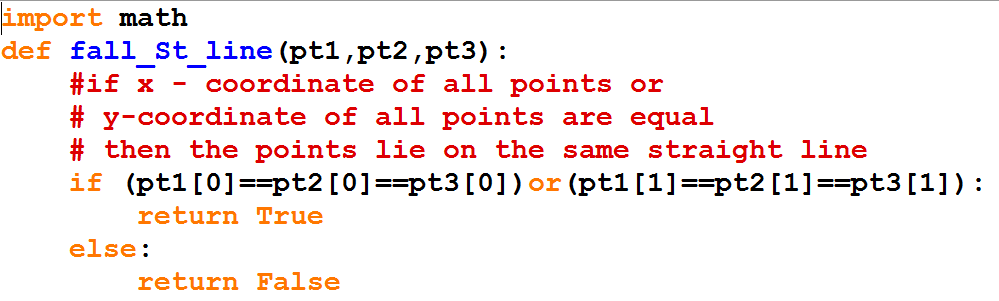 import math
def fall_St_line(pt1,pt2,pt3):
    #if x - coordinate of all points or
    # y-coordinate of all points are equal
    # then the points lie on the same straight line
    if (pt1[0]==pt2[0]==pt3[0])or(pt1[1]==pt2[1]==pt3[1]):
        return True
    else:
        return False